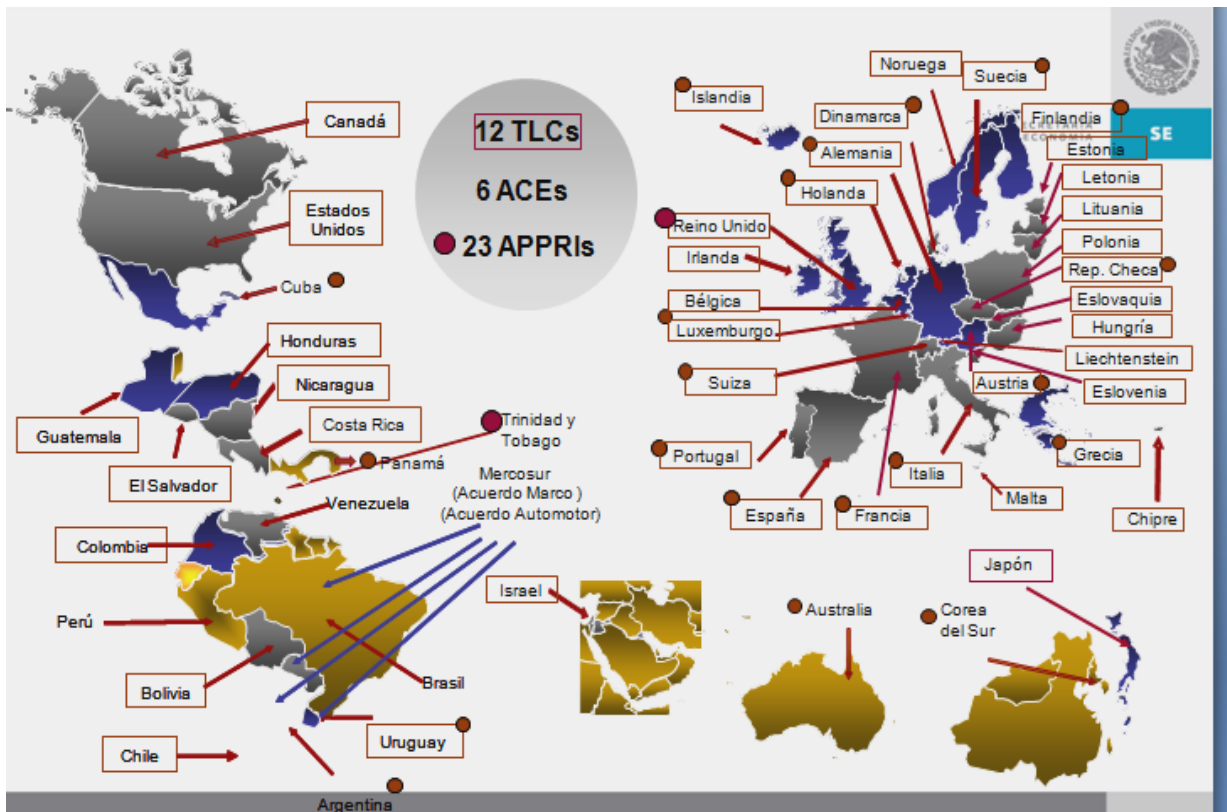 Canadá
Estados
Unidos
Cuba
Honduras
Nicaragua
Costa Rica
Guatemala
El Salvador
Panamá
Trinidad y
Tobago
Mercosur
(Acuerdo Marco )
(Acuerdo Automotor)
Venezuela
Colombia
Perú
Bolivia
Brasil
Uruguay
Chile
Argentina
12 TLCs
6 ACEs
23 APPRIs
Islandia
Noruega
Suecia
Dinamarca
Finlandia
Alemania
Estonia
Holanda
Letonia
Reino Unido
Lituania
Irlanda
Polonia
Rep. Checa
Bélgica
Eslovaquia
Luxemburgo
Hungría
Liechtenstein
Suiza
Austria
Eslovenia
Portugal
Italia
Grecia
España
Francia
Malta
Chipre
Israel
Australia
Corea
del Sur
Japón
ESTADOS UNIDOS MEXICANOS
SE